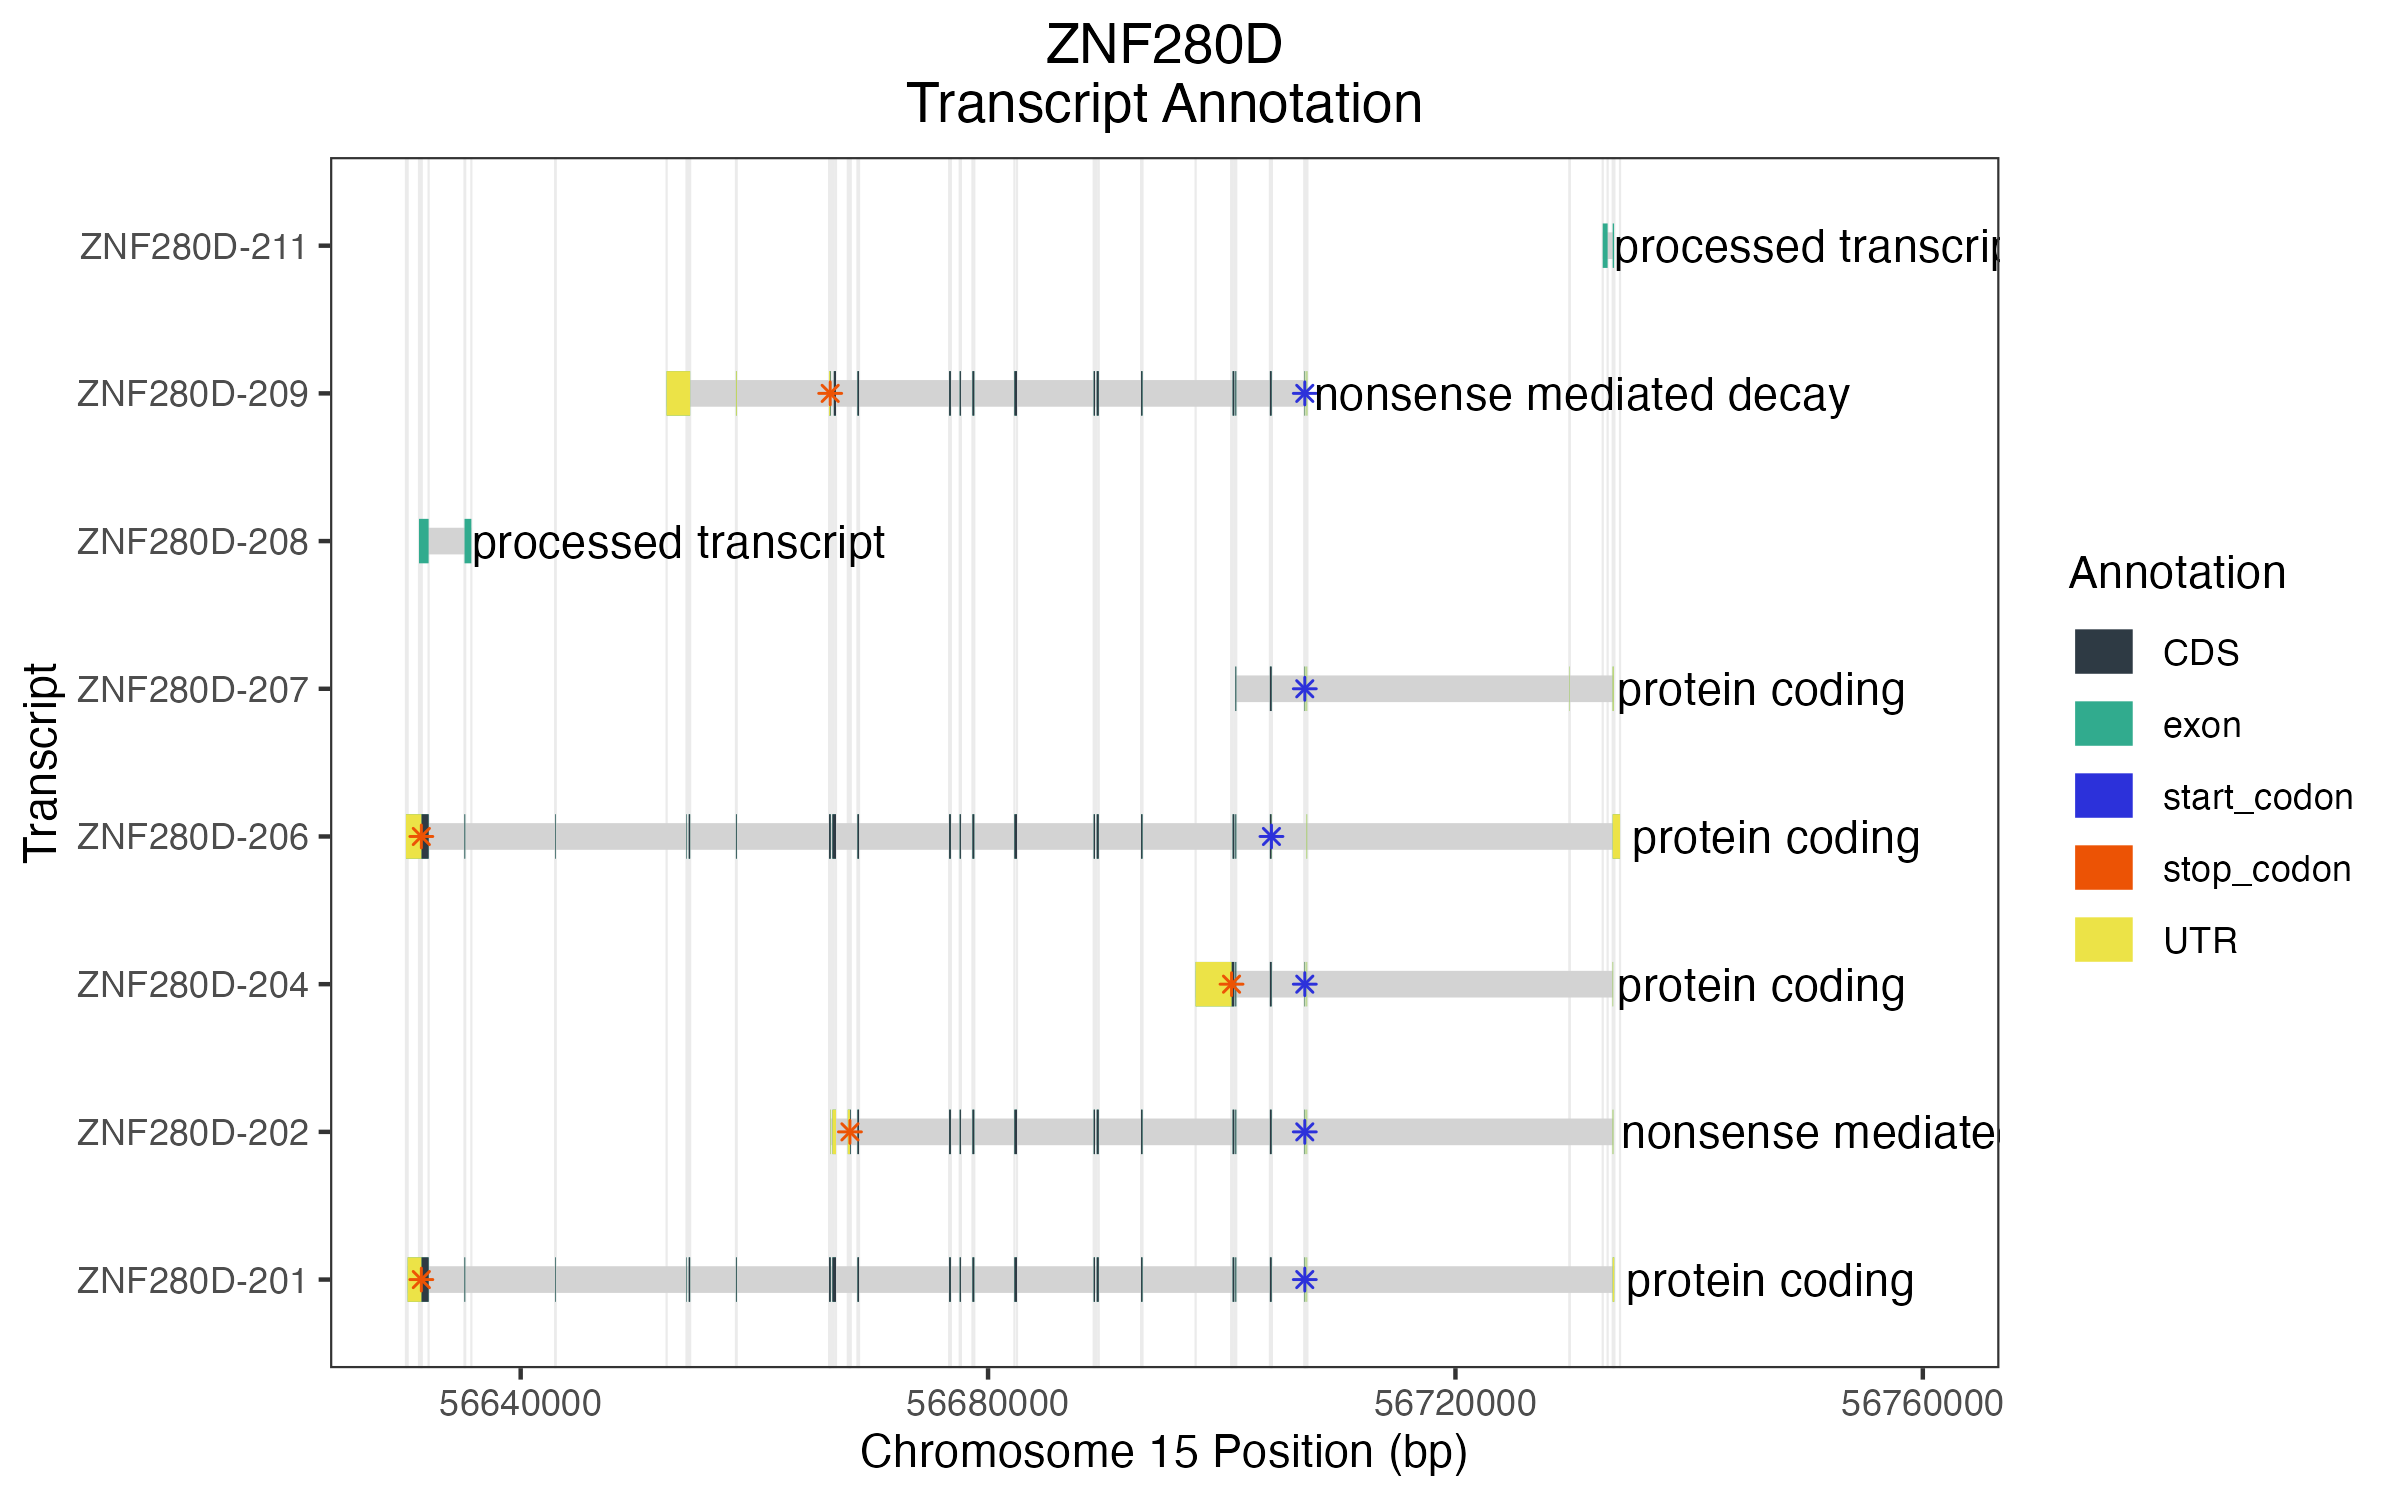 ZNF280D
Transcript Annotation
ZNF280D-211
processed transcrip
ZNF280D-209
nonsense mediated decay
ZNF280D-208
processed transcript
ZNF280D-207
protein coding
ZNF280D-206
protein coding
ZNF280D-204
protein coding
ZNF280D-202
nonsense mediate
ZNF280D-201
protein coding
Transcript
56640000
56680000
56720000
56760000
Chromosome 15 Position (bp)
Annotation
CDS
exon
start_codon
stop_codon
UTR